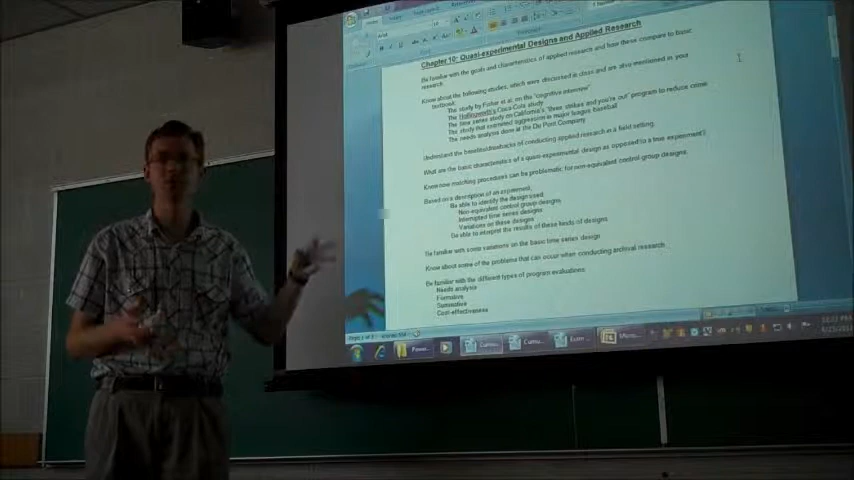 Chapter 10: Quasi-experimental Designs and Applied Research
Be familiar with the goals and characteristics of applied research and how these compare to basic
research.
Know about the following studies, which were discussed in class and are also mentioned in your
textbook:
The study by Fisher et al. on the "cognitive interview"
The Hollingworth's Coca-Cola study
The time series study on California's "three strikes and you're out" program to reduce crime
The study that examined aggression in major league baseball
The needs analysis done at the Du Pont Company
Understand the benefits/drawbacks of conducting applied research in a field setting.
What are the basic characteristics of a quasi-experimental design as opposed to a true experiment?
Know how matching procedures can be problematic for non-equivalent control group designs.
Based on a description of an experiment,
Be able to identify the design used
Non-equivalent control group designs
Interrupted time series designs
Variations on these designs
Be able to interpret the results of these kinds of designs
Be familiar with some variations on the basic time series design
Know about some of the problems that can occur when conducting archival research
Be familiar with the different types of program evaluations:
Needs analysis
Formative
Summative
Cost-effectiveness